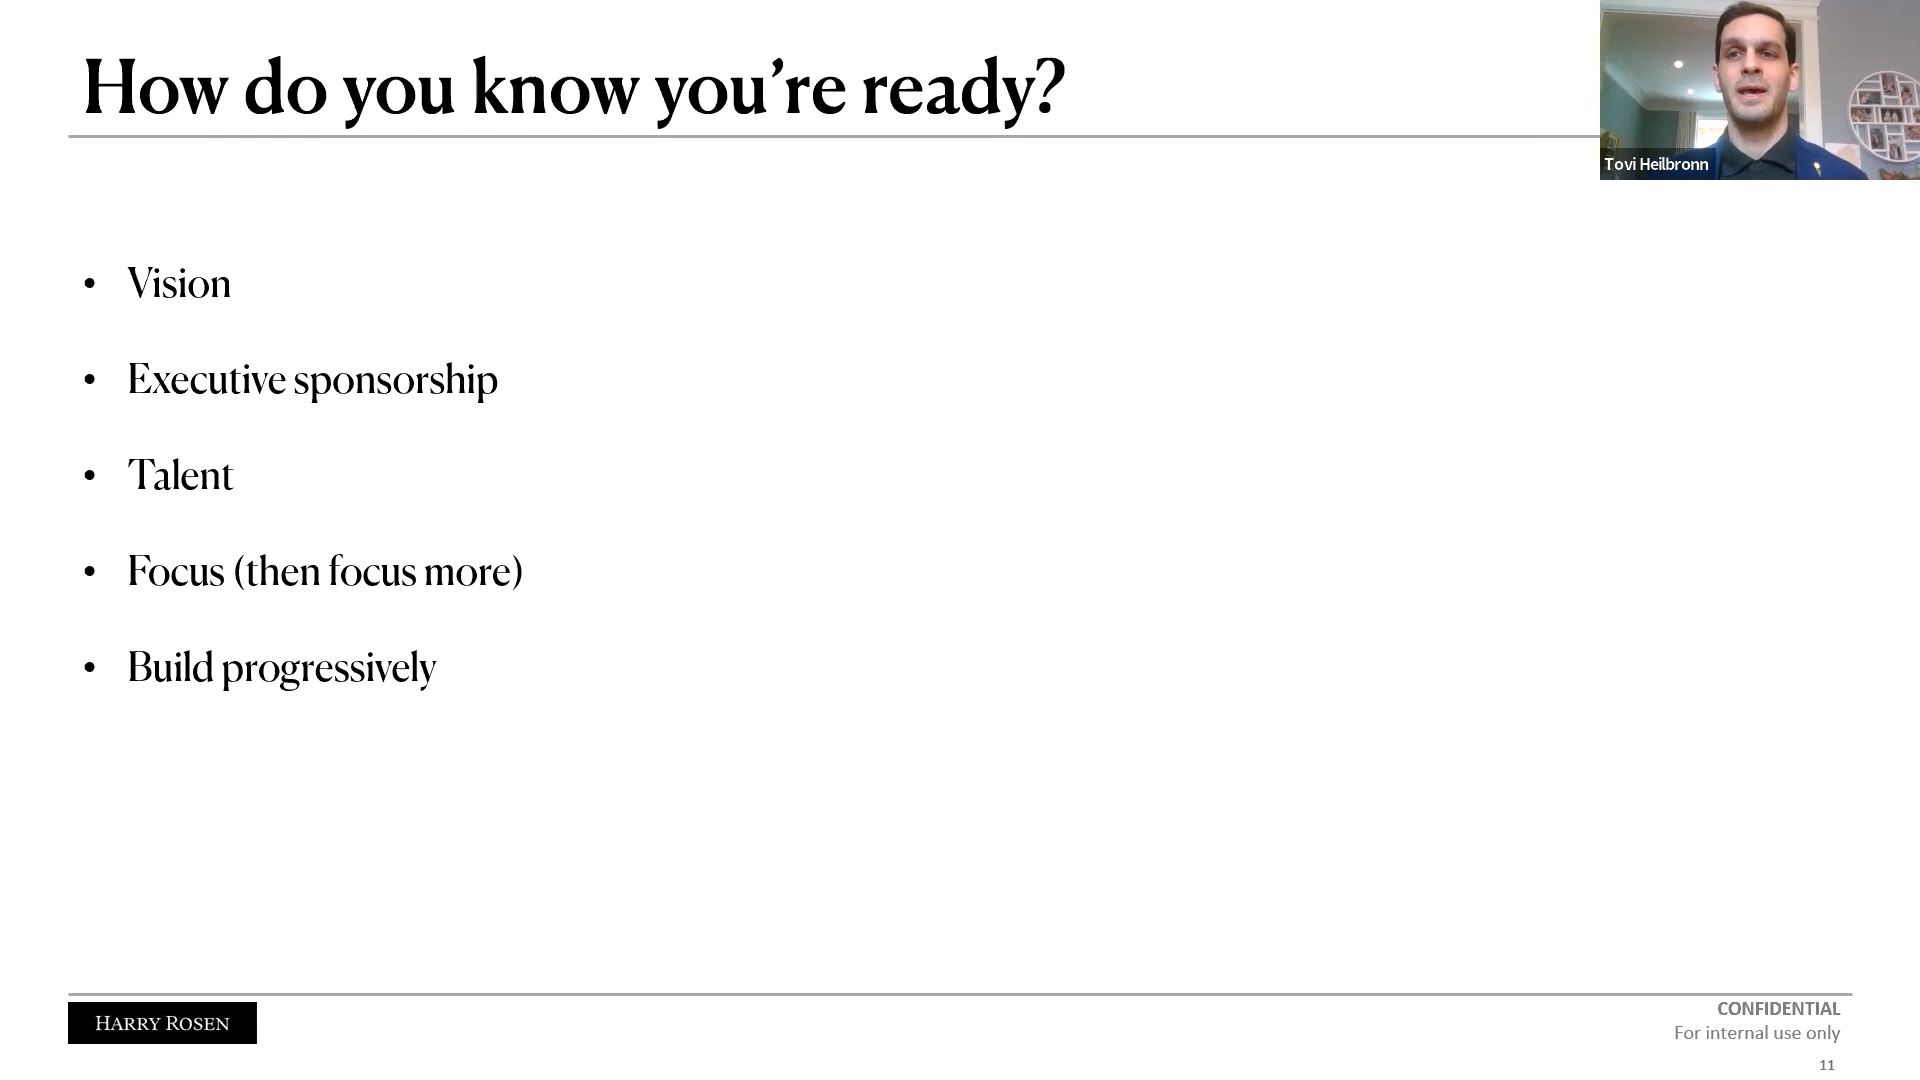 How do you know you're ready?
Tovi Heilbronn
• Vision
• Executive sponsorship
• Talent
• Focus (then focus more)
• Build progressively
HARRY ROSEN
CONFIDENTIAL
For internal use only
11